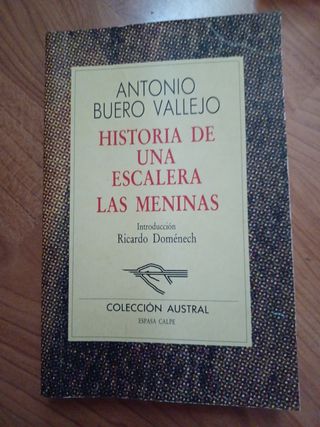 ANTONIO
BUERO VALLEJO
HISTORIA DE
UNA
ESCALERA
LAS MENINAS
Introducción
Ricardo Doménech
COLECCIÓN AUSTRAL
ESPASA CALPE